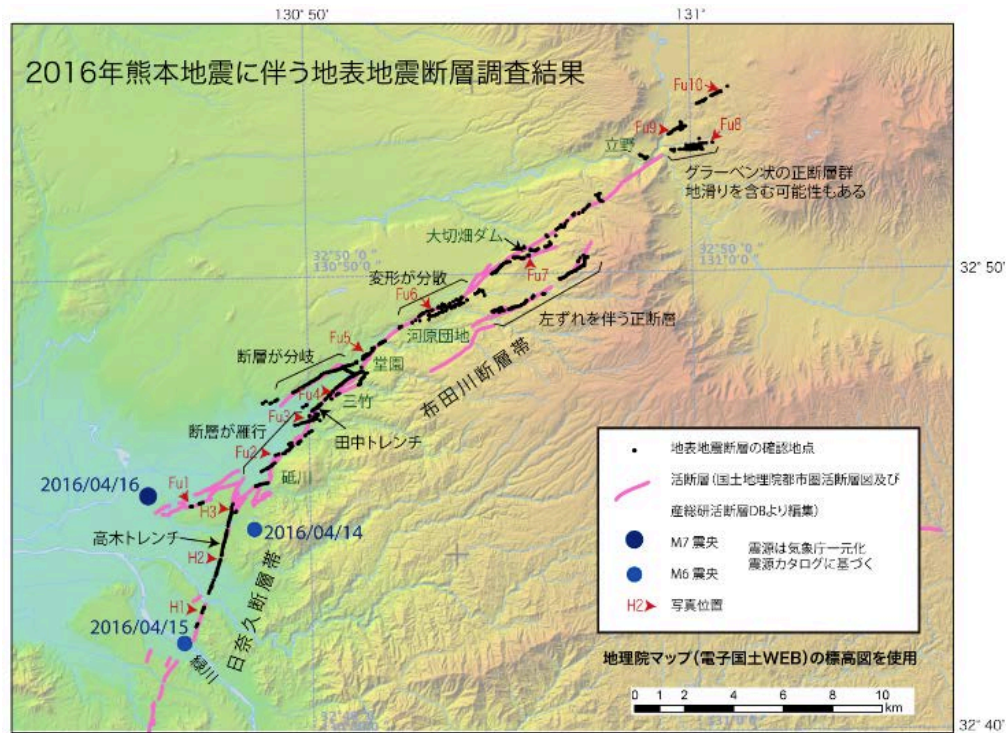 130° 50'
131°
2016年熊本地震に伴う地表地震断層調査結果
Fu10
Fu9
Fu8
立野
グラーベン状の正断層群
地滑りを含む可能性もある
大切畑ダム
32°50' 0.0"
130°50' 0.0"
32°50' 0.0"
131°0' 0.0"
32° 50'
変形が分散
Fu7
Fu6
左ずれを伴う正断層
河原団地
Fu5
断層が分岐
堂園
布田川断層帯
Fu4
三竹
Fu3
断層が雁行
田中トレンチ
Fu2
砥川
2016/04/16
Fu1
H3
2016/04/14
高木トレンチ
H2
日奈久断層帯
H1
2016/04/15
緑川
地表地震断層の確認地点
活断層(国土地理院都市圏活断層図及び
産総研活断層DBより編集)
M7 震央
震源は気象庁一元化
震源カタログに基づく
M6 震央
H2
写真位置
地理院マップ(電子国土WEB)の標高図を使用
0 1 2 4 6 8 10
km
32° 40'